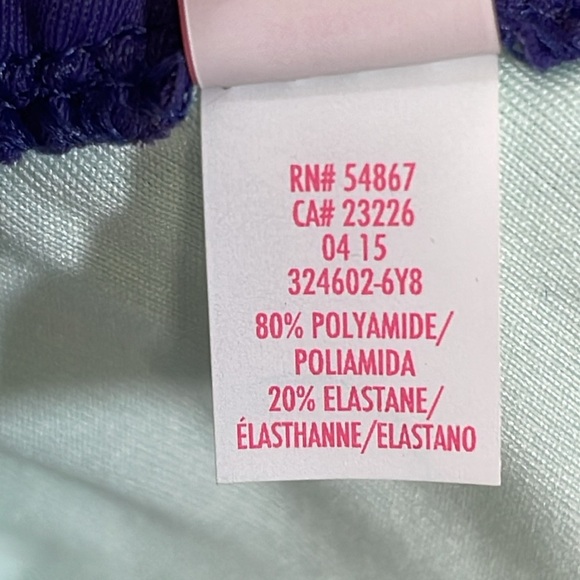 RN# 54867
CA# 23226
04 15
324602-6Y8
80% POLYAMIDE/
POLIAMIDA
20% ELASTANE/
ÉLASTHANNE/ELASTANO